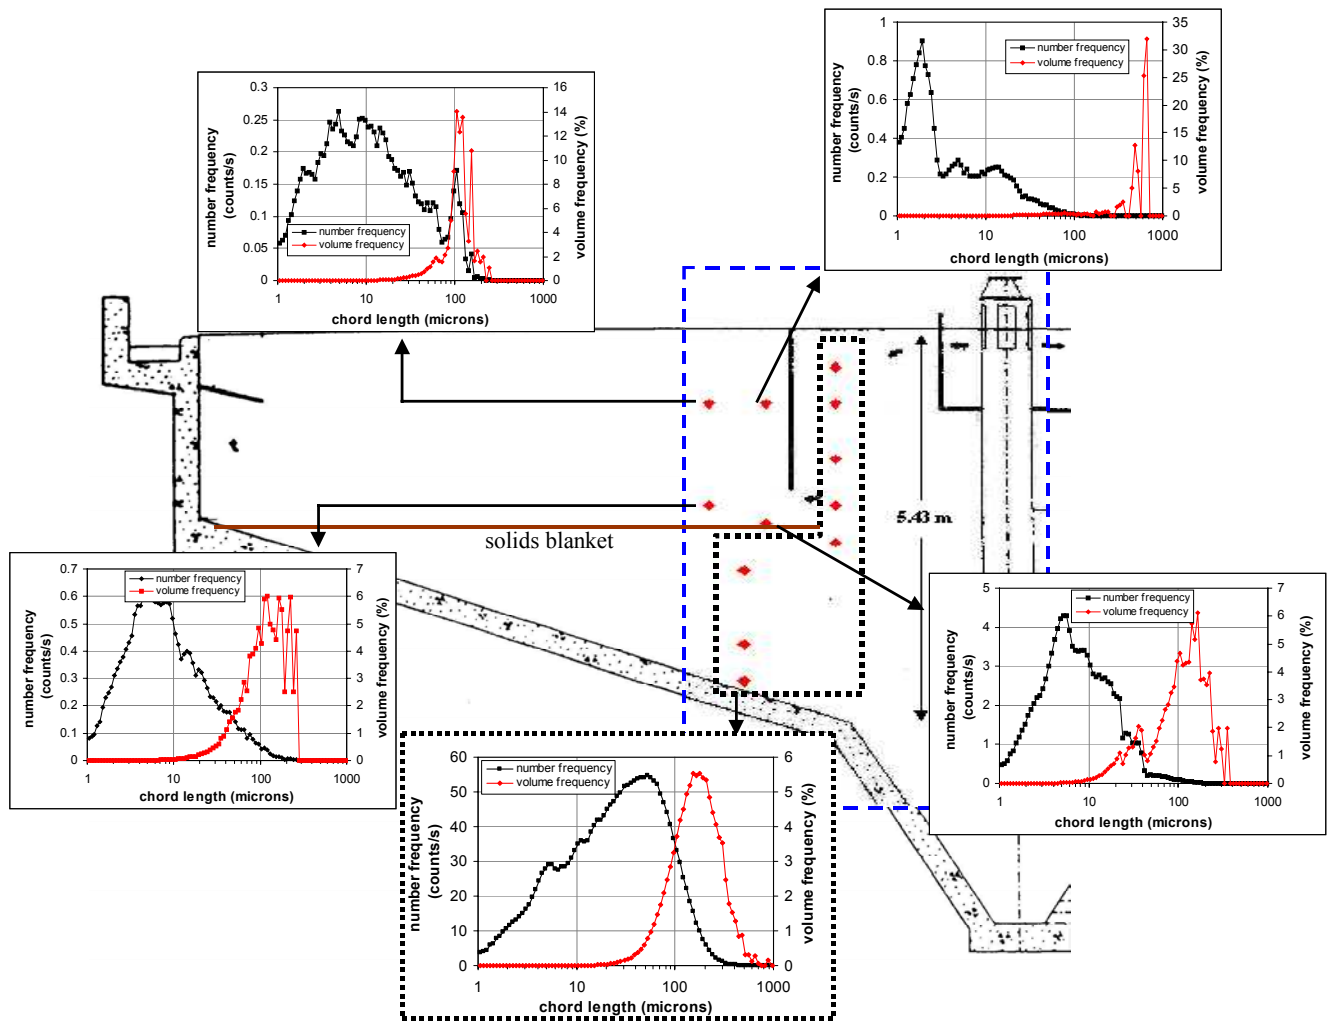 number frequency
(counts/s)
0.3
0.25
0.2
0.15
0.1
0.05
0
16
14
12
10
8
6
4
2
0
volume frequency (%)
number frequency
volume frequency
1
10
100
1000
chord length (microns)
number frequency
(counts/s)
1
0.8
0.6
0.4
0.2
0
35
30
25
20
15
10
5
0
volume frequency (%)
number frequency
volume frequency
1
10
100
1000
chord length (microns)
5.43 m
solids blanket
number frequency
(counts/s)
0.7
0.6
0.5
0.4
0.3
0.2
0.1
0
7
6
5
4
3
2
1
0
volume frequency (%)
number frequency
volume frequency
1
10
100
1000
chord length (microns)
number frequency
(counts/s)
5
4
3
2
1
0
7
6
5
4
3
2
1
0
volume frequency (%)
number frequency
volume frequency
1
10
100
1000
chord length (microns)
number frequency
(counts/s)
60
50
40
30
20
10
0
6
5
4
3
2
1
0
volume frequency (%)
number frequency
volume frequency
1
10
100
1000
chord length (microns)